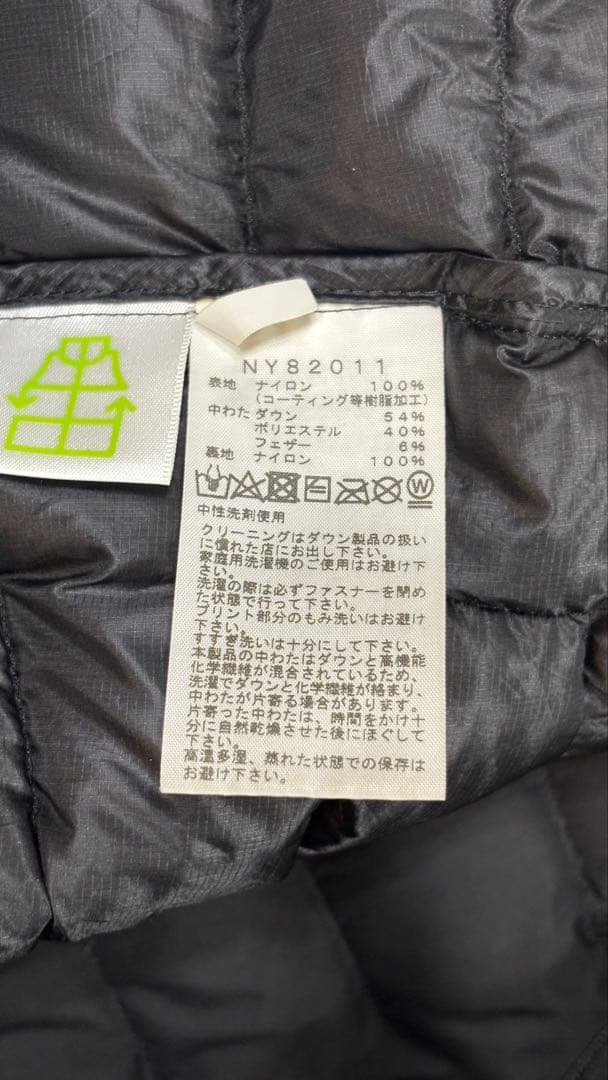 NY82011
表地 ナイロン 100%
(コーティング等樹脂加工)
中わた ダウン 54%
ポリエステル 40%
フェザー 6%
裏地 ナイロン 100%
W
中性洗剤使用
クリーニングはダウン製品の扱い
に慣れた店にお出し下さい。
家庭用洗濯機のご使用はお避け下
さい。
洗濯の際は必ずファスナーを閉め
た状態で行って下さい。
プリント部分のもみ洗いはお避け
下さい。
すすぎ洗いは十分にして下さい。
本製品の中わたはダウンと高機能
化学繊維が混合されているため、
洗濯でダウンと化学繊維が絡まり、
中わたが片寄る場合があります。
片寄った中わたは、時間をかけ十
分に自然乾燥させた後にほぐして
下さい。
高温多湿、蒸れた状態での保存は
お避け下さい。